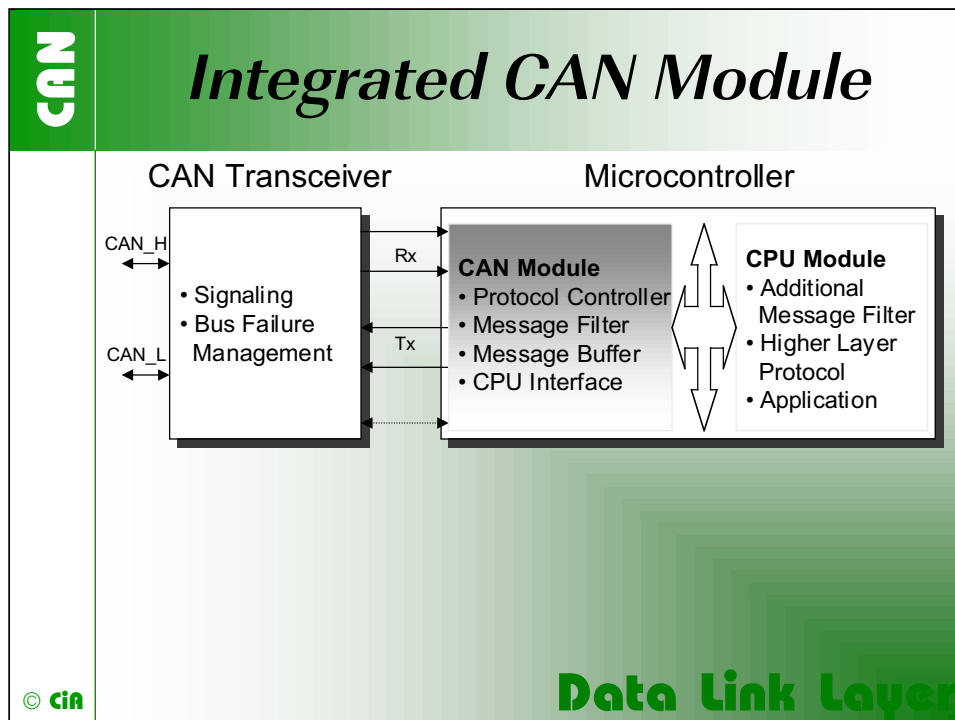 CAN
Integrated CAN Module
CAN Transceiver
Microcontroller
CAN_H
CAN_L
• Signaling
• Bus Failure
Management
Rx
Tx
CAN Module
• Protocol Controller
• Message Filter
• Message Buffer
• CPU Interface
CPU Module
• Additional
Message Filter
• Higher Layer
Protocol
• Application
© CiA
Data Link Layer